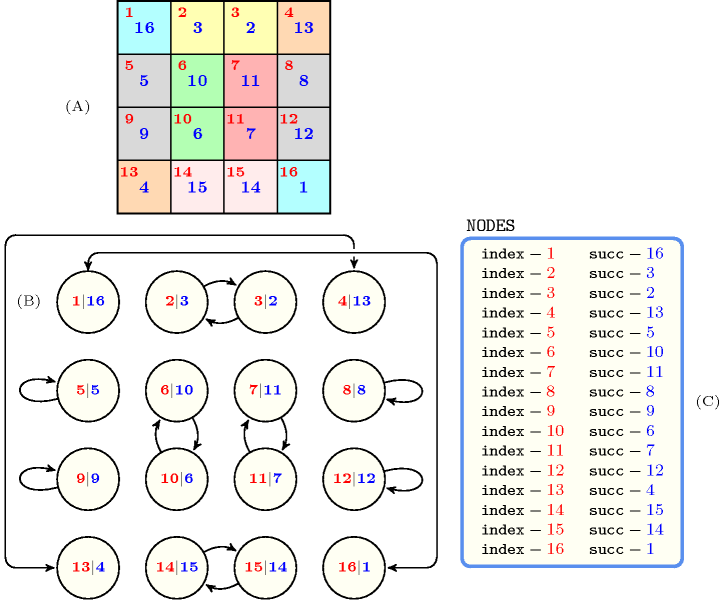 1 2 3 4
16 3 2 13
5 6 7 8
5 10 11 8
(A)
9 10 11 12
9 6 7 12
13 14 15 16
4 15 14 1
NODES
(B)
1|16 2|3 3|2 4|13
5|5 6|10 7|11 8|8
9|9 10|6 11|7 12|12
13|4 14|15 15|14 16|1
index – 1 succ – 16
index – 2 succ – 3
index – 3 succ – 2
index – 4 succ – 13
index – 5 succ – 5
index – 6 succ – 10
index – 7 succ – 11
index – 8 succ – 8
index – 9 succ – 9
index – 10 succ – 6
index – 11 succ – 7
index – 12 succ – 12
index – 13 succ – 4
index – 14 succ – 15
index – 15 succ – 14
index – 16 succ – 1
(C)